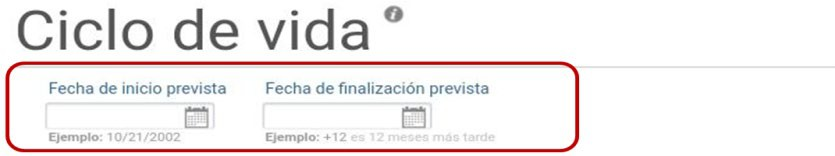 Ciclo de vida
Fecha de inicio prevista Fecha de finalización prevista
Ejemplo: 10/21/2002 Ejemplo: +12 es 12 meses más tarde